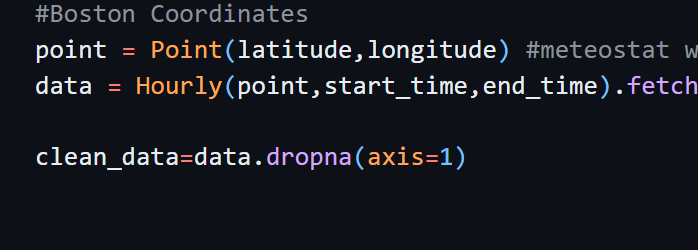 #Boston Coordinates
point = Point(latitude,longitude) #meteostat w
data = Hourly(point,start_time,end_time).fetch
clean_data=data.dropna(axis=1)